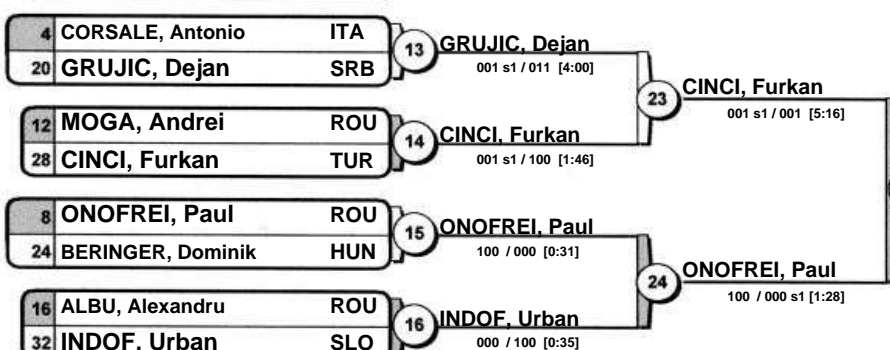 4 CORSALE, Antonio ITA
20 GRUJIC, Dejan SRB
13
GRUJIC, Dejan
001 s1 / 011 [4:00]
12 MOGA, Andrei ROU
28 CINCI, Furkan TUR
14
CINCI, Furkan
001 s1 / 100 [1:46]
23
CINCI, Furkan
001 s1 / 001 [5:16]
8 ONOFREI, Paul ROU
24 BERINGER, Dominik HUN
15
ONOFREI, Paul
100 / 000 [0:31]
16 ALBU, Alexandru ROU
32 INDOF, Urban SLO
16
INDOF, Urban
000 / 100 [0:35]
24
ONOFREI, Paul
100 / 000 s1 [1:28]